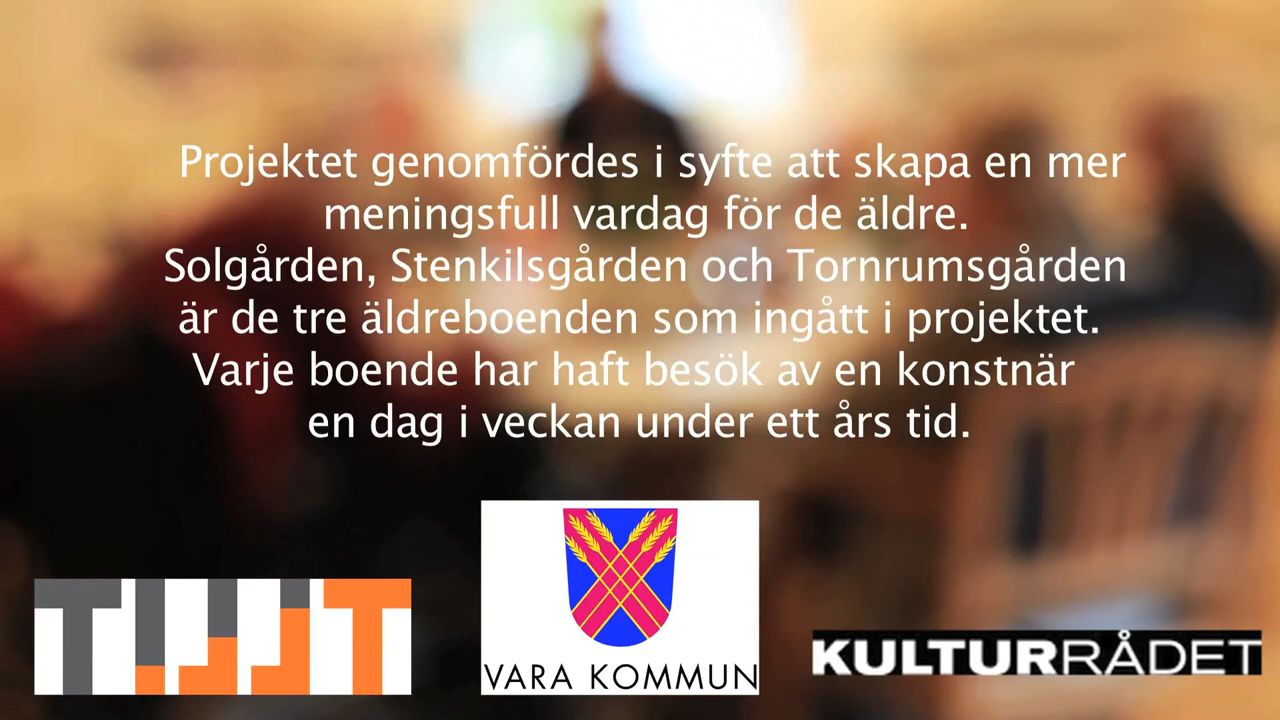 Projektet genomfördes i syfte att skapa en mer
meningsfull vardag för de äldre.
Solgården, Stenkilsgården och Tornrumsgården
är de tre äldreboenden som ingått i projektet.
Varje boende har haft besök av en konstnär
en dag i veckan under ett års tid.
VARA KOMMUN
KULTURRÅDET